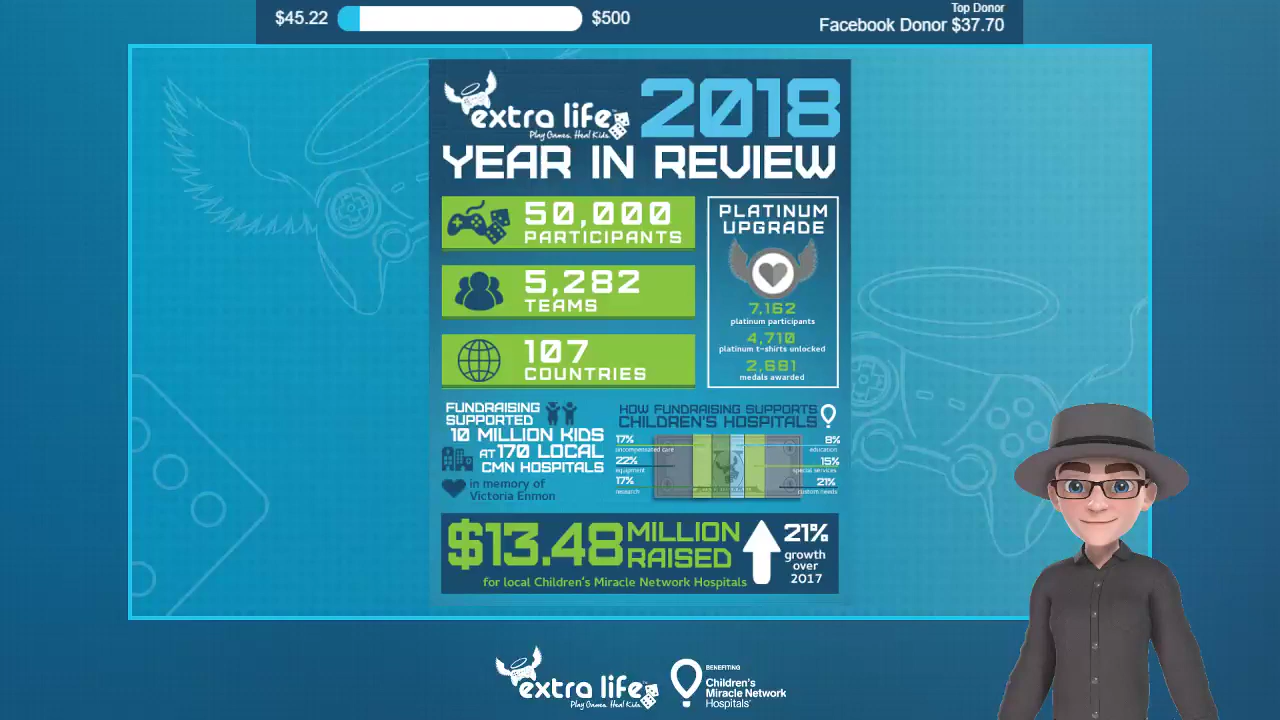 $45.22
$500
Top Donor
Facebook Donor $37.70
extra life
Play Games. Heal Kids.
2018
YEAR IN REVIEW
50,000
PARTICIPANTS
5,282
TEAMS
107
COUNTRIES
PLATINUM
UPGRADE
7,162
platinum participants
4,710
platinum t-shirts unlocked
2,681
medals awarded
FUNDRAISING
SUPPORTED
10 MILLION KIDS
AT 170 LOCAL
CMN HOSPITALS
in memory of
Victoria Enmon
HOW FUNDRAISING SUPPORTS
CHILDREN'S HOSPITALS
17%
uncompensated care
22%
equipment
17%
research
8%
education
15%
special services
21%
custom needs
$13.48 MILLION
RAISED
for local Children's Miracle Network Hospitals
21%
growth
over
2017
extra life
Play Games. Heal Kids.
BENEFITING
Children's
Miracle Network
Hospitals